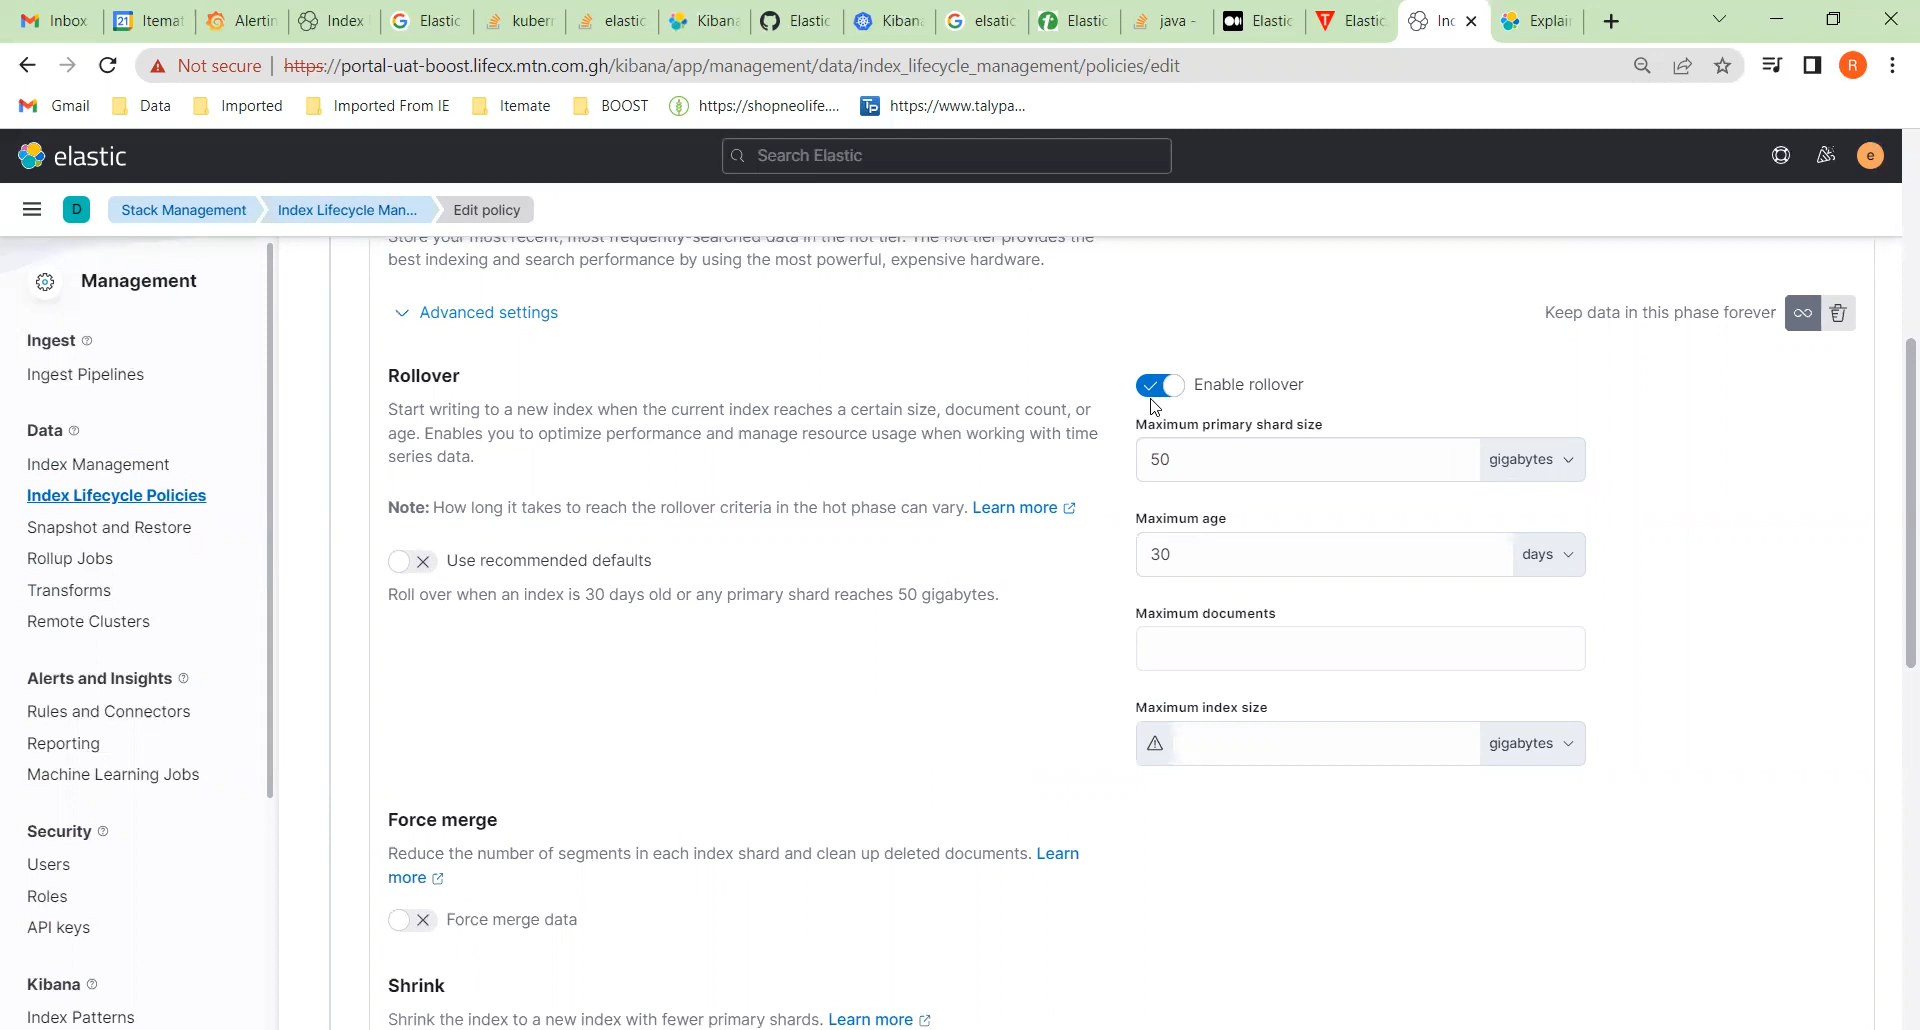 Inbox
Itemat
Alertin
Index
Elastic
kubern
elastic
Kibana
Elastic
Kibana
elsatic
Elastic
java -
Elastic
Elastic
Inc
Explain
Not secure | https://portal-uat-boost.lifecx.mtn.com.gh/kibana/app/management/data/index_lifecycle_management/policies/edit
R
Gmail
Data
Imported
Imported From IE
Itemate
BOOST
https://shopneolife....
https://www.talypa...
elastic
Search Elastic
e
D
Stack Management
Index Lifecycle Man...
Edit policy
Management
Ingest
Ingest Pipelines
Data
Index Management
Index Lifecycle Policies
Snapshot and Restore
Rollup Jobs
Transforms
Remote Clusters
Alerts and Insights
Rules and Connectors
Reporting
Machine Learning Jobs
Security
Users
Roles
API keys
Kibana
Index Patterns
Store your most recent, most frequently-searched data in the hot tier. The hot tier provides the
best indexing and search performance by using the most powerful, expensive hardware.
Advanced settings
Keep data in this phase forever
Rollover
Start writing to a new index when the current index reaches a certain size, document count, or
age. Enables you to optimize performance and manage resource usage when working with time
series data.
Note: How long it takes to reach the rollover criteria in the hot phase can vary. Learn more
Use recommended defaults
Roll over when an index is 30 days old or any primary shard reaches 50 gigabytes.
Enable rollover
Maximum primary shard size
50
gigabytes
Maximum age
30
days
Maximum documents
Maximum index size
gigabytes
Force merge
Reduce the number of segments in each index shard and clean up deleted documents. Learn
more
Force merge data
Shrink
Shrink the index to a new index with fewer primary shards. Learn more